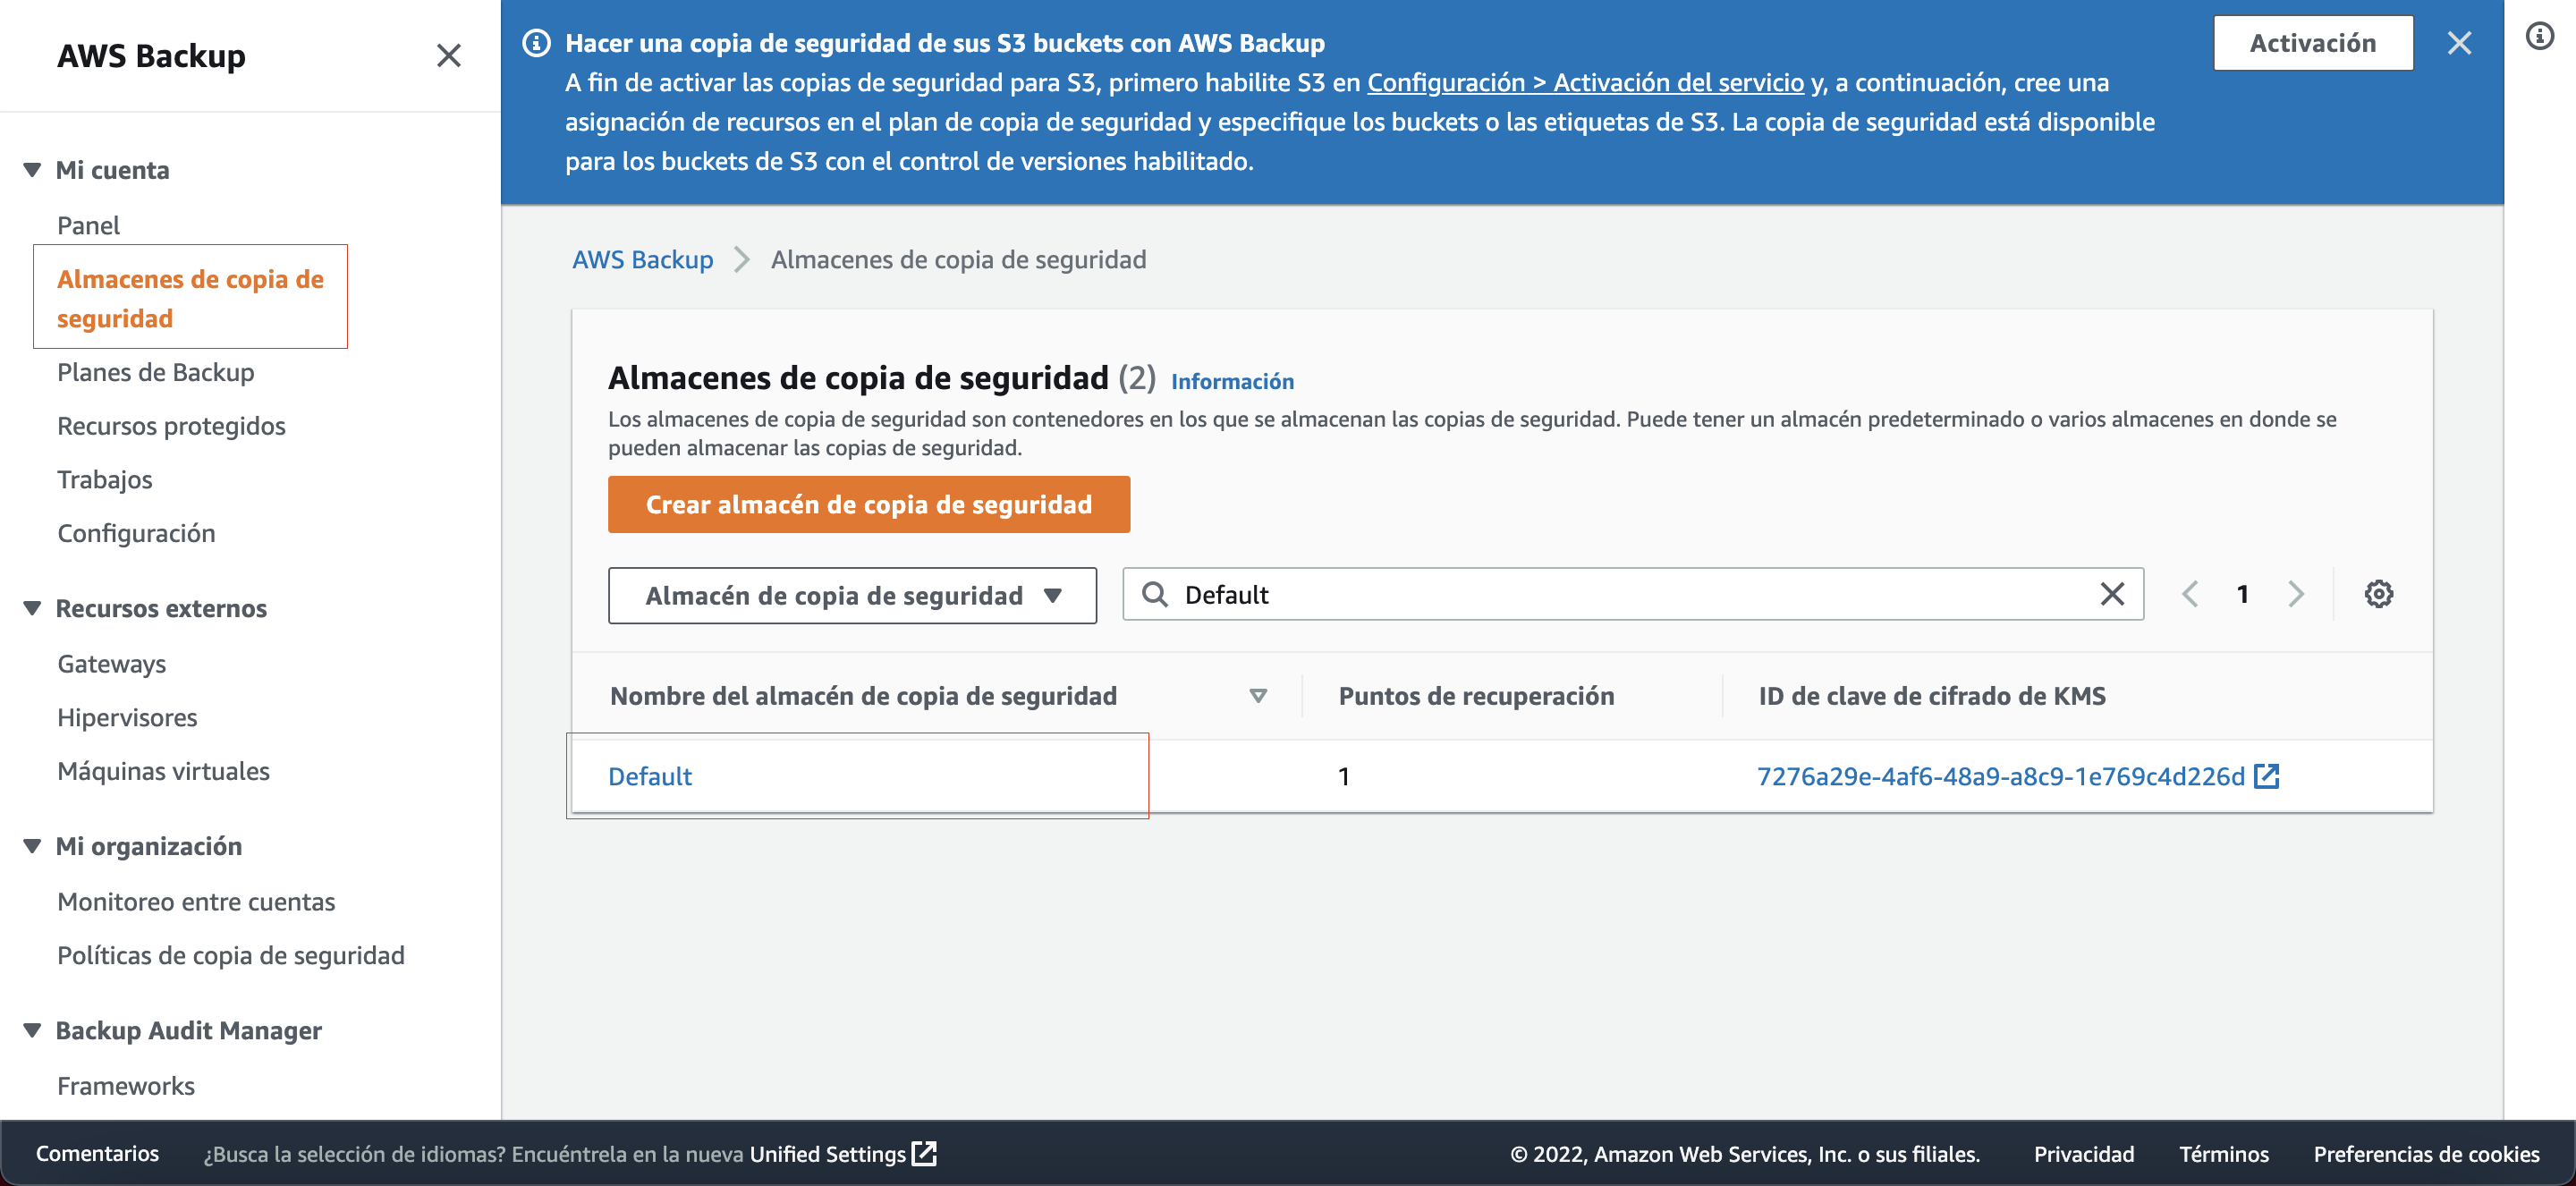 AWS Backup
Mi cuenta
Panel
Almacenes de copia de
seguridad
Planes de Backup
Recursos protegidos
Trabajos
Configuración
Recursos externos
Gateways
Hipervisores
Máquinas virtuales
Mi organización
Monitoreo entre cuentas
Políticas de copia de seguridad
Backup Audit Manager
Frameworks
Hacer una copia de seguridad de sus S3 buckets con AWS Backup
A fin de activar las copias de seguridad para S3, primero habilite S3 en Configuración > Activación del servicio y, a continuación, cree una
asignación de recursos en el plan de copia de seguridad y especifique los buckets o las etiquetas de S3. La copia de seguridad está disponible
para los buckets de S3 con el control de versiones habilitado.
Activación
AWS Backup > Almacenes de copia de seguridad
Almacenes de copia de seguridad (2) Información
Los almacenes de copia de seguridad son contenedores en los que se almacenan las copias de seguridad. Puede tener un almacén predeterminado o varios almacenes en donde se
pueden almacenar las copias de seguridad.
Crear almacén de copia de seguridad
Almacén de copia de seguridad Default 1
Nombre del almacén de copia de seguridad Puntos de recuperación ID de clave de cifrado de KMS
Default 1 7276a29e-4af6-48a9-a8c9-1e769c4d226d
Comentarios ¿Busca la selección de idiomas? Encuéntrela en la nueva Unified Settings © 2022, Amazon Web Services, Inc. o sus filiales. Privacidad Términos Preferencias de cookies